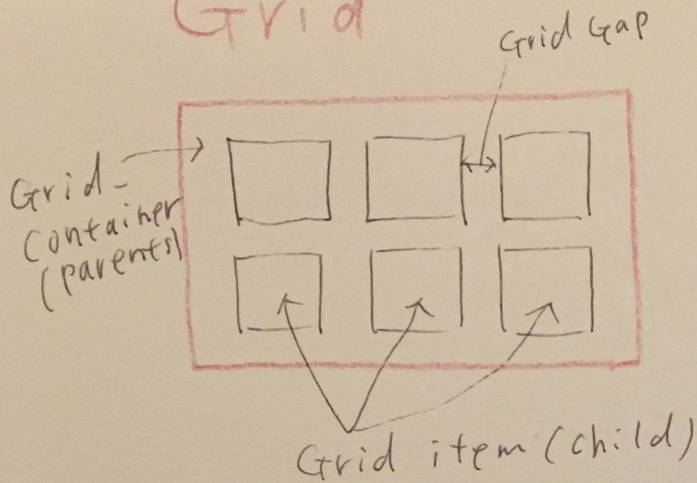 Grid
Grid Gap
Grid-
Container
(parents)
Grid item (child)